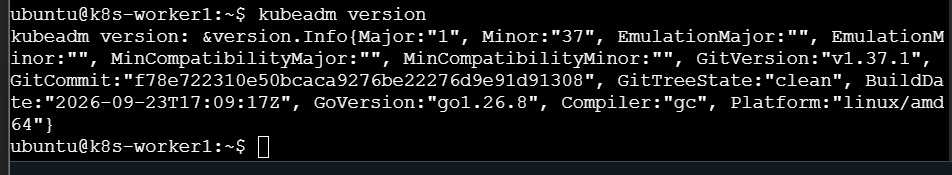 ubuntu@k8s-worker1:~$ kubeadm version
kubeadm version: &version.Info{Major:"1", Minor:"37", EmulationMajor:"", EmulationM
inor:"", MinCompatibilityMajor:"", MinCompatibilityMinor:"", GitVersion:"v1.37.1",
GitCommit:"f78e722310e50bcaca9276be22276d9e91d91308", GitTreeState:"clean", BuildDa
te:"2026-09-23T17:09:17Z", GoVersion:"go1.26.8", Compiler:"gc", Platform:"linux/amd
64"}
ubuntu@k8s-worker1:~$